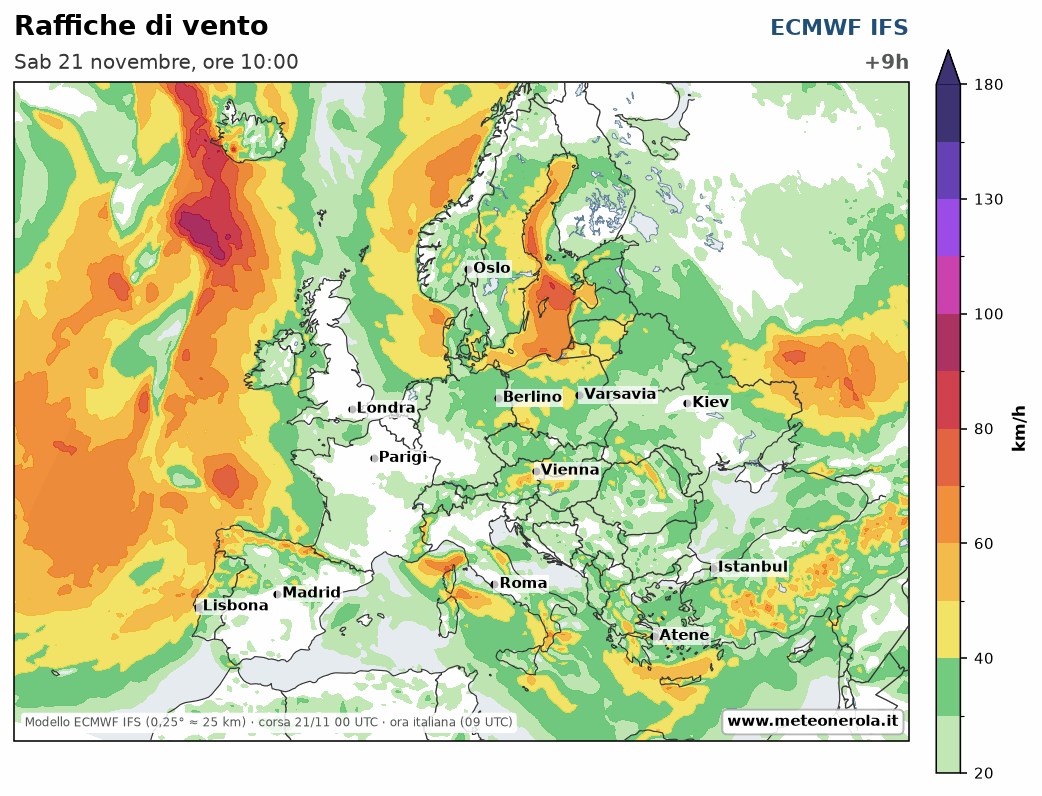 Raffiche di vento
ECMWF IFS
Sab 21 novembre, ore 10:00
+9h
180
130
100
80
60
40
20
km/h
Oslo
Berlino
Varsavia
Kiev
Londra
Parigi
Vienna
Istanbul
Roma
Madrid
Lisbona
Atene
Modello ECMWF IFS (0,25° ≈ 25 km) · corsa 21/11 00 UTC · ora italiana (09 UTC)
www.meteonerola.it